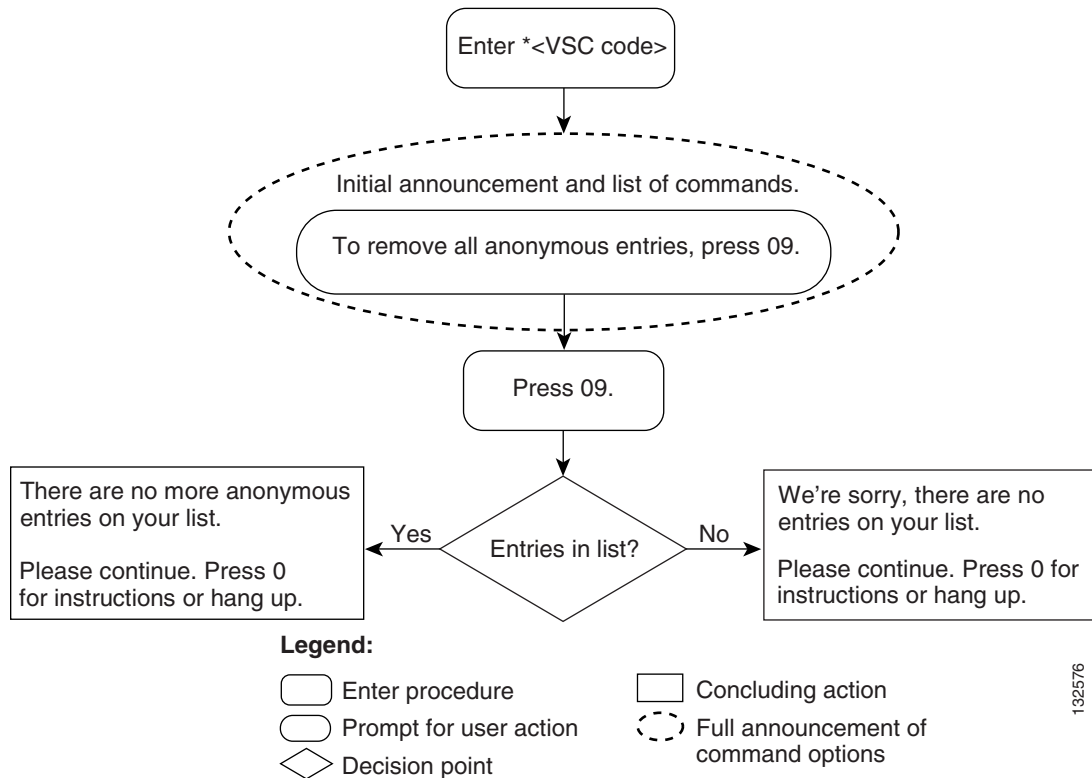 Enter *<VSC code>
Initial announcement and list of commands.
To remove all anonymous entries, press 09.
Press 09.
There are no more anonymous
entries on your list.
Please continue. Press 0
for instructions or hang up.
Yes
Entries in list?
No
We're sorry, there are no
entries on your list.
Please continue. Press 0 for
instructions or hang up.
Legend:
Enter procedure
Prompt for user action
Decision point
Concluding action
Full announcement of
command options
132576